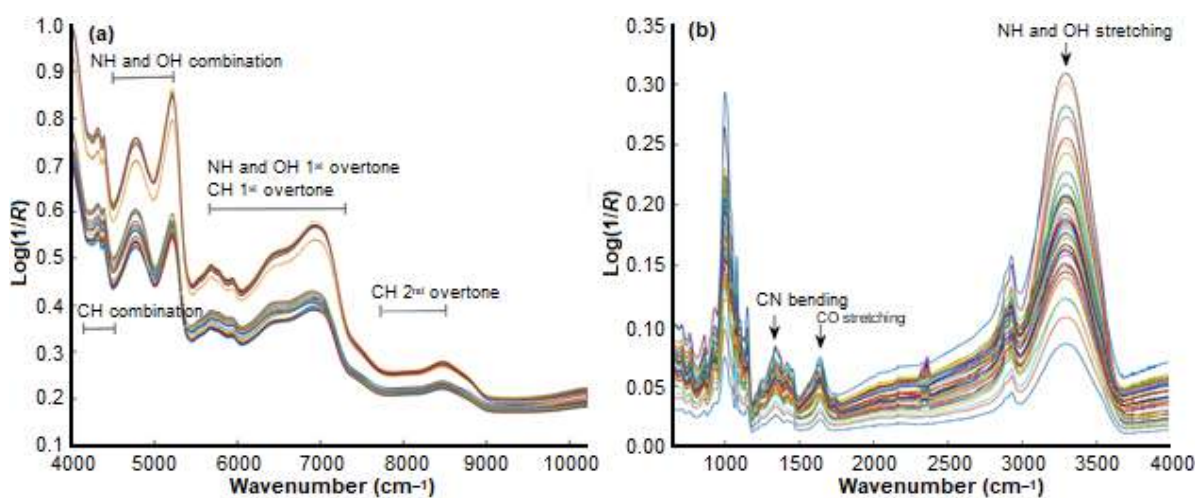 (a)
NH and OH combination
NH and OH 1st overtone
CH 1st overtone
CH 2nd overtone
CH combination
Log(1/R)
1.0
0.9
0.8
0.7
0.6
0.5
0.4
0.3
0.2
0.1
4000 5000 6000 7000 8000 9000 10000
Wavenumber (cm–1)
(b)
NH and OH stretching
CN bending
CO stretching
Log(1/R)
0.35
0.30
0.25
0.20
0.15
0.10
0.05
0.00
1000 1500 2000 2500 3000 3500 4000
Wavenumber (cm–1)